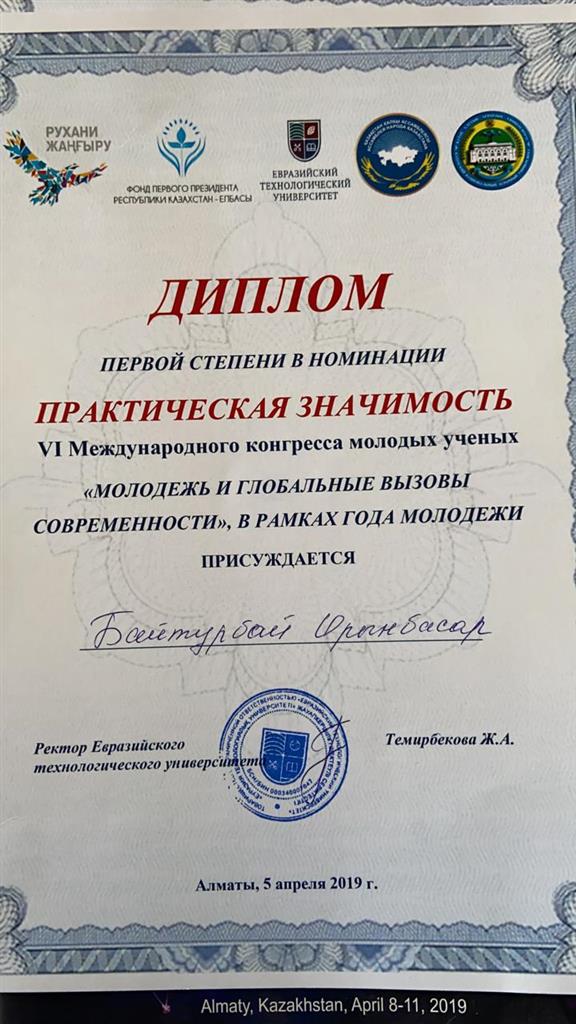 РУХАНИ
ЖАҢҒЫРУ
ФОНД ПЕРВОГО ПРЕЗИДЕНТА
РЕСПУБЛИКИ КАЗАХСТАН - ЕЛБАСЫ
ЕВРАЗИЙСКИЙ
ТЕХНОЛОГИЧЕСКИЙ
УНИВЕРСИТЕТ
ДИПЛОМ
ПЕРВОЙ СТЕПЕНИ В НОМИНАЦИИ
ПРАКТИЧЕСКАЯ ЗНАЧИМОСТЬ
VI Международного конгресса молодых ученых
«МОЛОДЕЖЬ И ГЛОБАЛЬНЫЕ ВЫЗОВЫ
СОВРЕМЕННОСТИ», В РАМКАХ ГОДА МОЛОДЕЖИ
ПРИСУЖДАЕТСЯ
Байтурбай Орынбасар
Ректор Евразийского
технологического университета
Темирбекова Ж.А.
Алматы, 5 апреля 2019 г.
Almaty, Kazakhstan, April 8-11, 2019